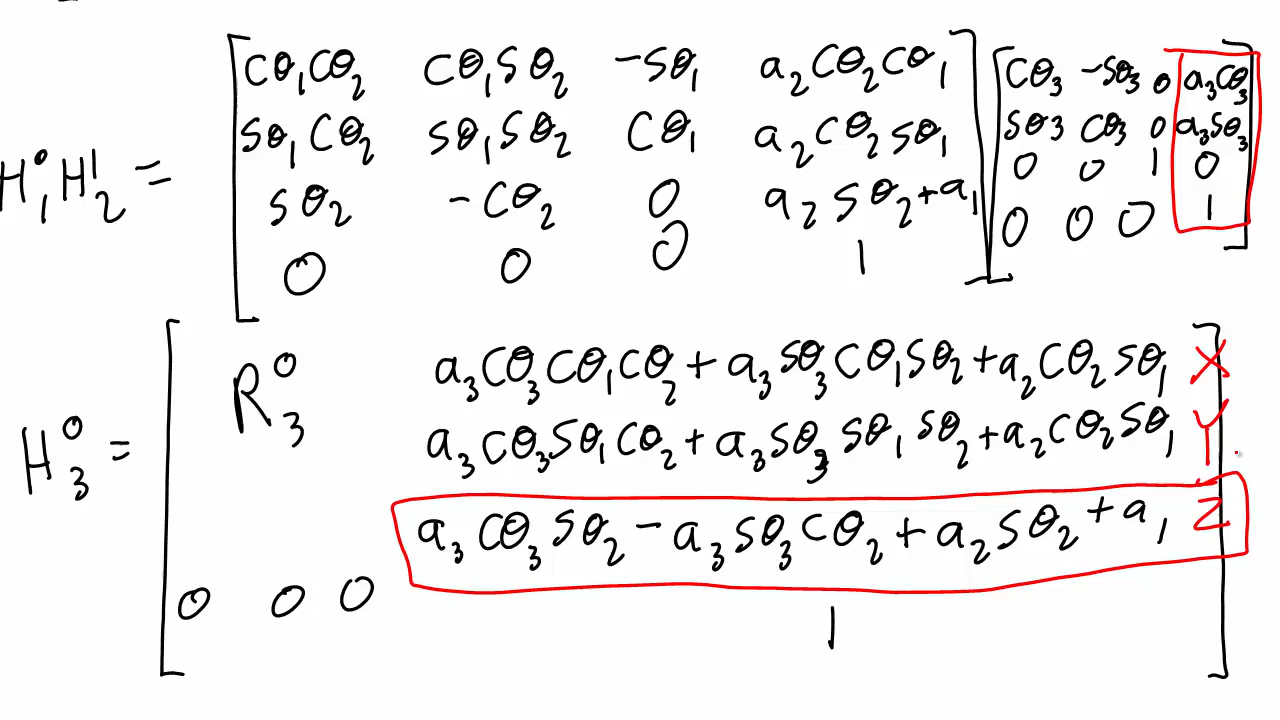 Cθ₁Cθ₂ Cθ₁Sθ₂ -Sθ₁ a₂Cθ₂Cθ₁ Cθ₃ -Sθ₃ 0 a₃Cθ₃
Sθ₁Cθ₂ Sθ₁Sθ₂ Cθ₁ a₂Cθ₂Sθ₁ Sθ₃ Cθ₃ 0 a₃Sθ₃
H⁰₁H¹₂ = Sθ₂ -Cθ₂ 0 a₂Sθ₂+a₁ 0 0 1 0
0 0 0 1 0 0 0 1
R⁰₃ a₃Cθ₃Cθ₁Cθ₂ + a₃Sθ₃Cθ₁Sθ₂ + a₂Cθ₂Sθ₁ X
H⁰₃ = a₃Cθ₃Sθ₁Cθ₂ + a₃Sθ₃Sθ₁Sθ₂ + a₂Cθ₂Sθ₁ Y
a₃Cθ₃Sθ₂ - a₃Sθ₃Cθ₂ + a₂Sθ₂ + a₁ Z
0 0 0 1